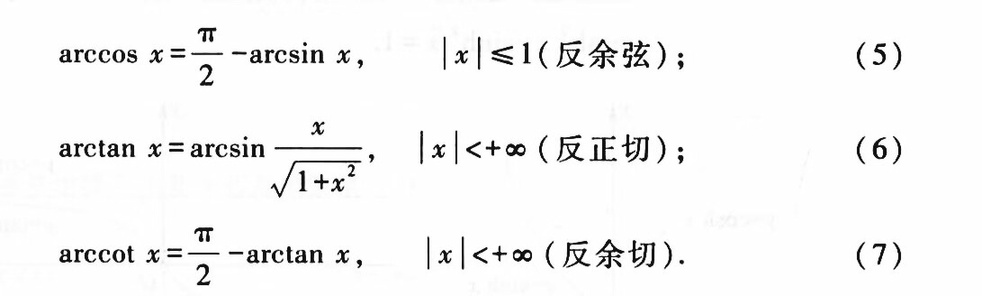 arccos x=π/2-arcsin x, |x|≤1(反余弦); (5)
arctan x=arcsin x/√(1+x²), |x|<+∞(反正切); (6)
arccot x=π/2-arctan x, |x|<+∞(反余切). (7)